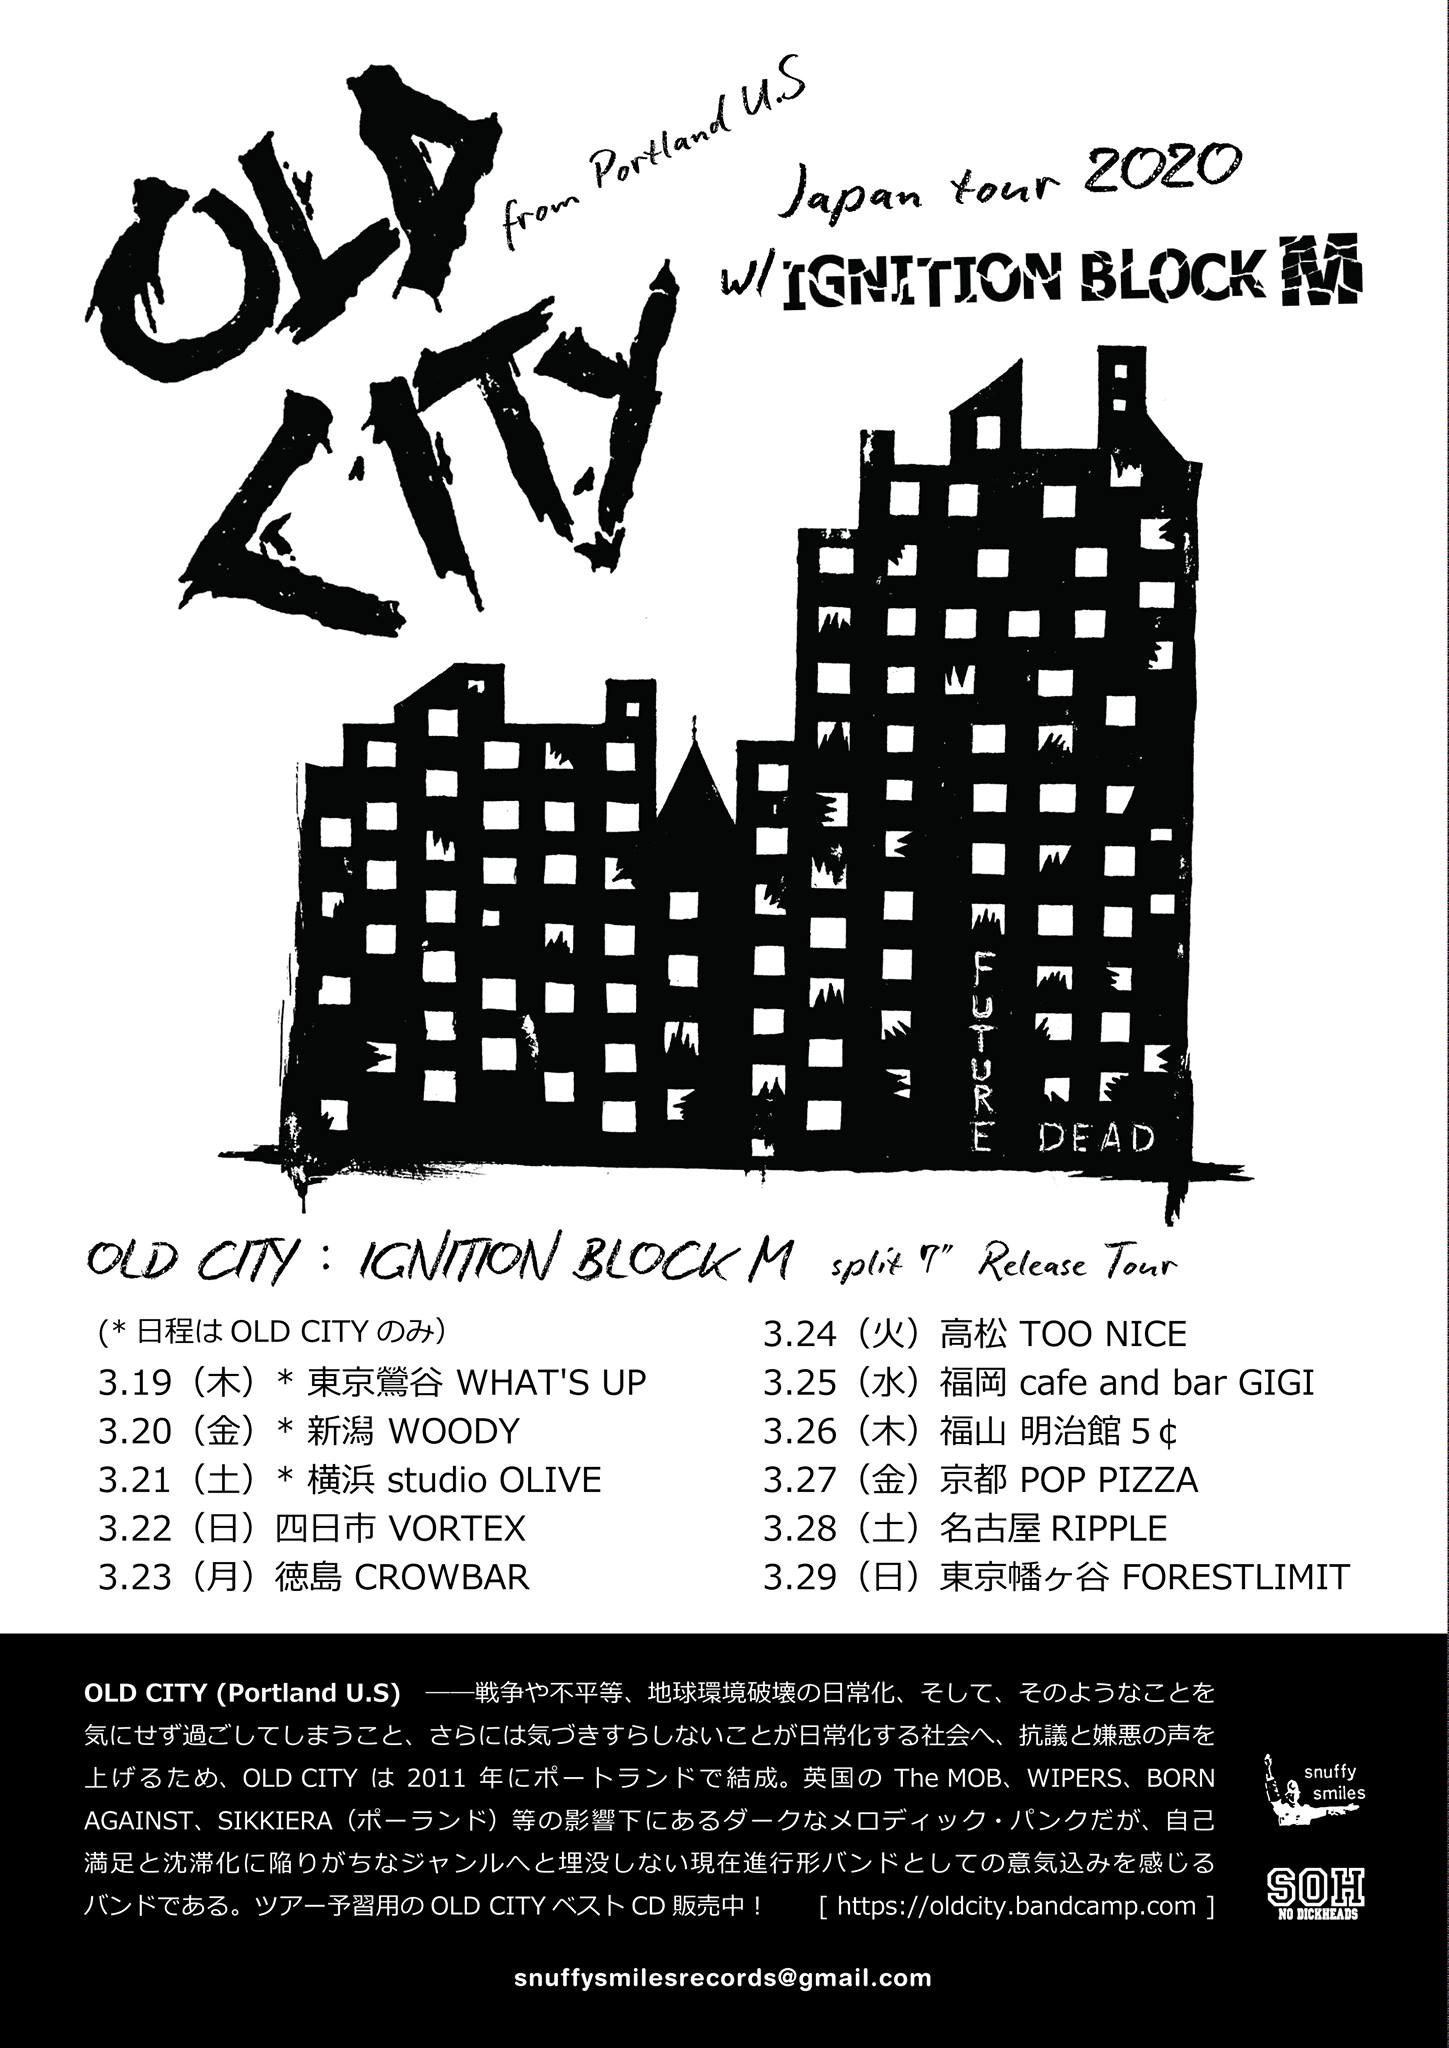 OLD
CITY
from Portland U.S
Japan tour 2020
w/ IGNITION BLOCK M
FUTURE
DEAD
OLD CITY : IGNITION BLOCK M split 7" Release Tour
(* 日程は OLD CITY のみ）
3.19（木）* 東京鶯谷 WHAT'S UP
3.20（金）* 新潟 WOODY
3.21（土）* 横浜 studio OLIVE
3.22（日）四日市 VORTEX
3.23（月）徳島 CROWBAR
3.24（火）高松 TOO NICE
3.25（水）福岡 cafe and bar GIGI
3.26（木）福山 明治館 5￠
3.27（金）京都 POP PIZZA
3.28（土）名古屋 RIPPLE
3.29（日）東京幡ヶ谷 FORESTLIMIT
OLD CITY (Portland U.S) ――戦争や不平等、地球環境破壊の日常化、そして、そのようなことを
気にせず過ごしてしまうこと、さらには気づきすらしないことが日常化する社会へ、抗議と嫌悪の声を
上げるため、OLD CITY は 2011 年にポートランドで結成。英国の The MOB、WIPERS、BORN
AGAINST、SIKKIERA（ポーランド）等の影響下にあるダークなメロディック・パンクだが、自己
満足と沈滞化に陥りがちなジャンルへと埋没しない現在進行形バンドとしての意気込みを感じる
バンドである。ツアー予習用の OLD CITY ベスト CD 販売中！ [ https://oldcity.bandcamp.com ]
snuffy
smiles
SOH
NO DICKHEADS
snuffysmilesrecords@gmail.com